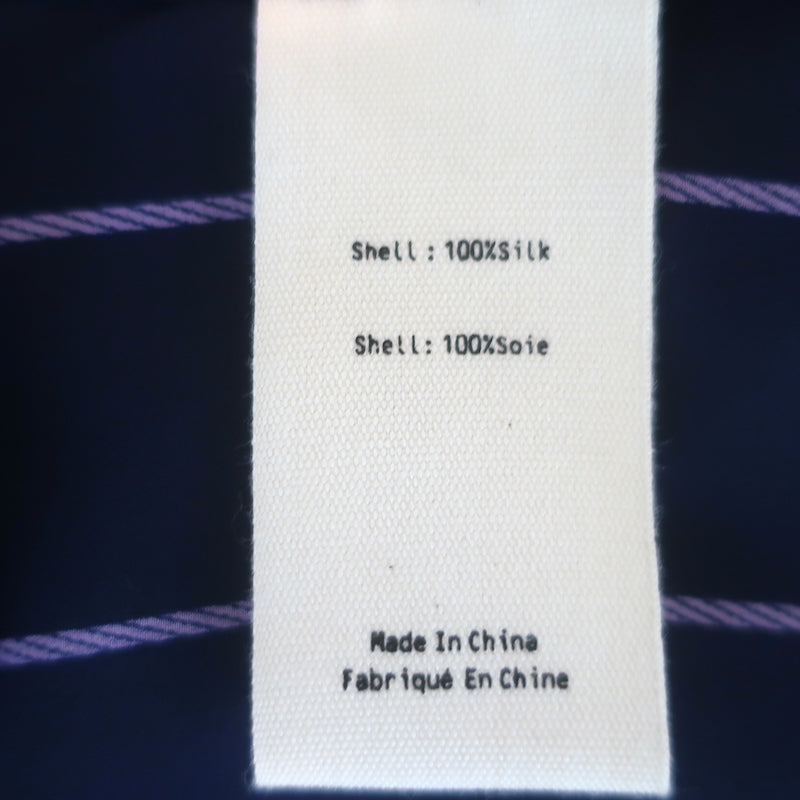 Shell : 100%Silk
Shell: 100%Soie
Made In China
Fabriqué En Chine